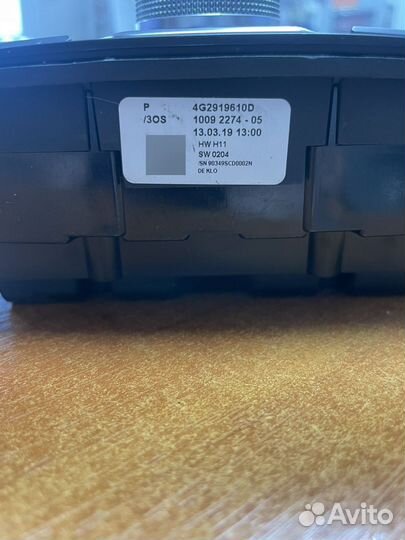 P 4G2919610D
/3OS 1009 2274 - 05
13.03.19 13:00
HW H11
SW 0204
/SN 90349SCD0002N
DE KLO
Avito